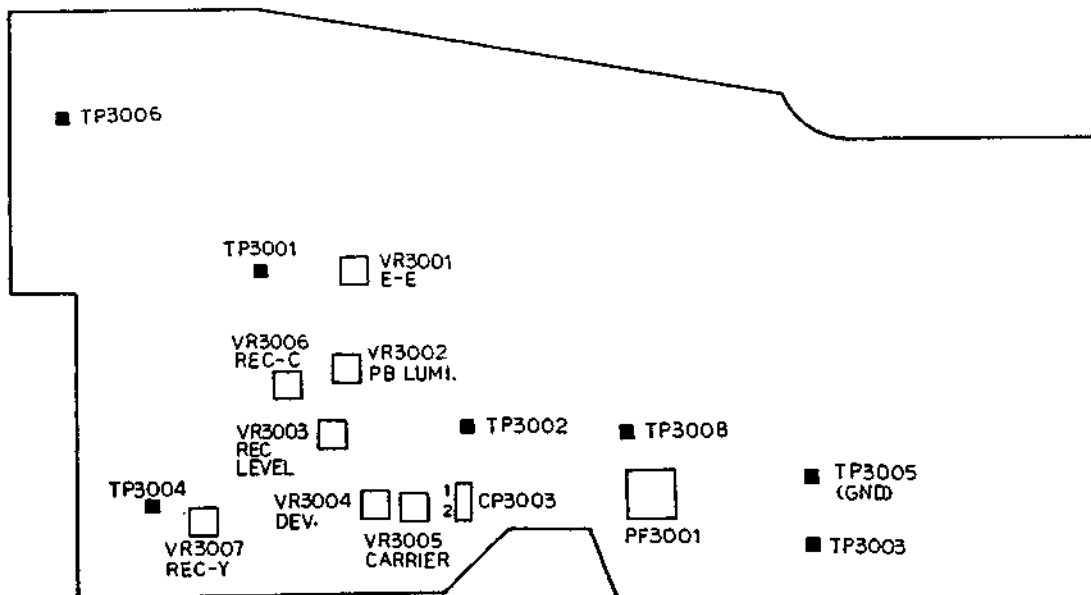 TP3006
TP3001
VR3001
E-E
VR3006
REC-C
VR3002
PB LUMI.
VR3003
REC
LEVEL
TP3002
TP3008
TP3005
(GND)
TP3004
VR3004
DEV.
1
2
CP3003
VR3005
CARRIER
PF3001
TP3003
VR3007
REC-Y